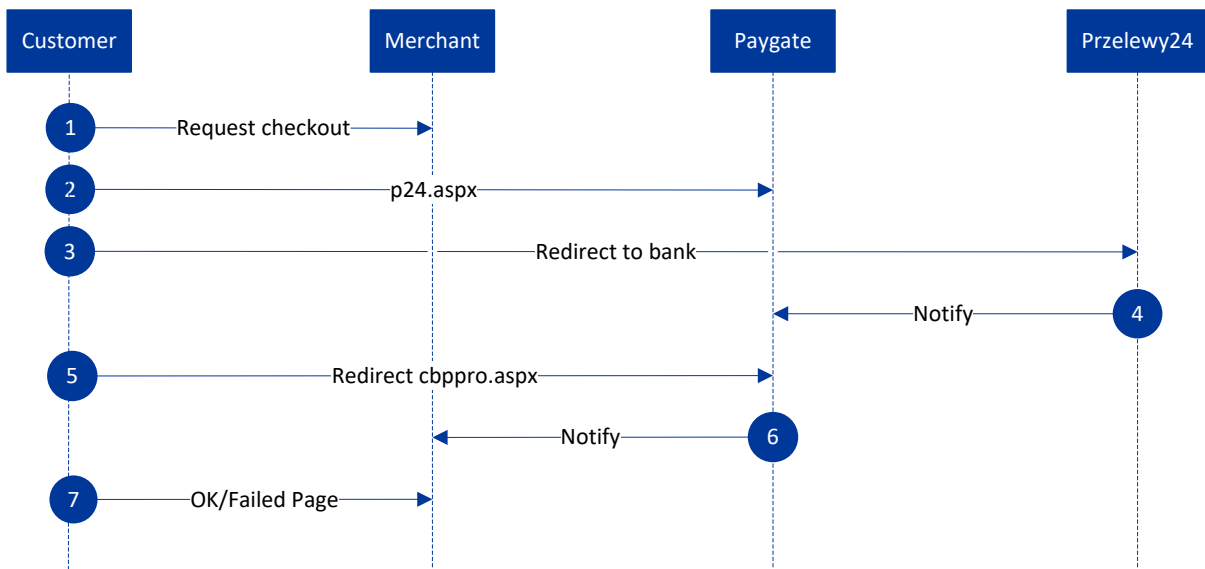 Customer
Merchant
Paygate
Przelewy24
1
Request checkout
2
p24.aspx
3
Redirect to bank
Notify
4
5
Redirect cbppro.aspx
Notify
6
7
OK/Failed Page